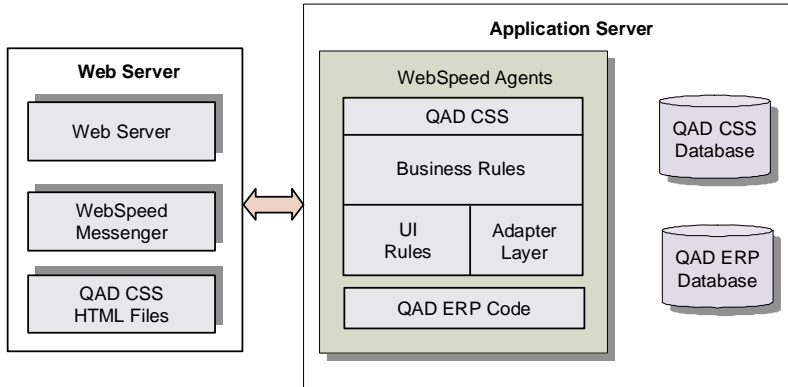 Web Server
Web Server
WebSpeed
Messenger
QAD CSS
HTML Files
Application Server
WebSpeed Agents
QAD CSS
Business Rules
UI
Rules
Adapter
Layer
QAD ERP Code
QAD CSS
Database
QAD ERP
Database